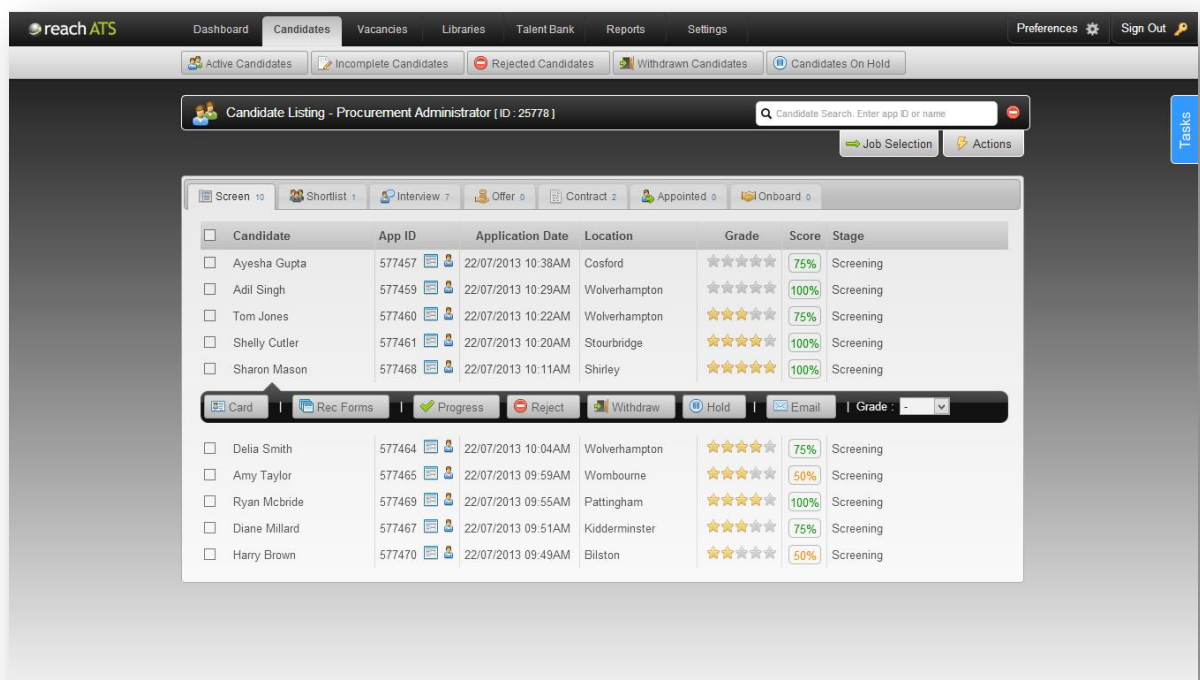 reach ATS Dashboard Candidates Vacancies Libraries Talent Bank Reports Settings Preferences Sign Out
Active Candidates Incomplete Candidates Rejected Candidates Withdrawn Candidates Candidates On Hold
Candidate Listing - Procurement Administrator [ ID : 25778 ] Candidate Search. Enter app ID or name
Tasks
Job Selection Actions
Screen 10 Shortlist 1 Interview 7 Offer 0 Contract 2 Appointed 0 Onboard 0
Candidate App ID Application Date Location Grade Score Stage
Ayesha Gupta 577457 22/07/2013 10:38AM Cosford 75% Screening
Adil Singh 577459 22/07/2013 10:29AM Wolverhampton 100% Screening
Tom Jones 577460 22/07/2013 10:22AM Wolverhampton 75% Screening
Shelly Cutler 577461 22/07/2013 10:20AM Stourbridge 100% Screening
Sharon Mason 577468 22/07/2013 10:11AM Shirley 100% Screening
Card | Rec Forms | Progress Reject Withdraw Hold | Email | Grade : -
Delia Smith 577464 22/07/2013 10:04AM Wolverhampton 75% Screening
Amy Taylor 577465 22/07/2013 09:59AM Wombourne 50% Screening
Ryan Mcbride 577469 22/07/2013 09:55AM Pattingham 100% Screening
Diane Millard 577467 22/07/2013 09:51AM Kidderminster 75% Screening
Harry Brown 577470 22/07/2013 09:49AM Bilston 50% Screening